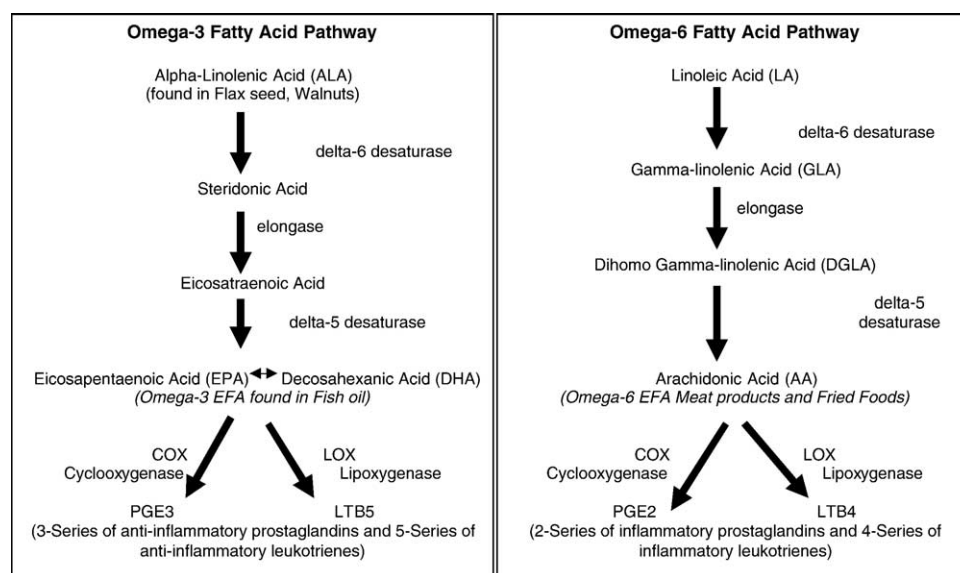 Omega-3 Fatty Acid Pathway
Alpha-Linolenic Acid (ALA)
(found in Flax seed, Walnuts)
delta-6 desaturase
Steridonic Acid
elongase
Eicosatraenoic Acid
delta-5 desaturase
Eicosapentaenoic Acid (EPA) Decosahexanic Acid (DHA)
(Omega-3 EFA found in Fish oil)
COX LOX
Cyclooxygenase Lipoxygenase
PGE3 LTB5
(3-Series of anti-inflammatory prostaglandins and 5-Series of
anti-inflammatory leukotrienes)
Omega-6 Fatty Acid Pathway
Linoleic Acid (LA)
delta-6 desaturase
Gamma-linolenic Acid (GLA)
elongase
Dihomo Gamma-linolenic Acid (DGLA)
delta-5
desaturase
Arachidonic Acid (AA)
(Omega-6 EFA Meat products and Fried Foods)
COX LOX
Cyclooxygenase Lipoxygenase
PGE2 LTB4
(2-Series of inflammatory prostaglandins and 4-Series of
inflammatory leukotrienes)